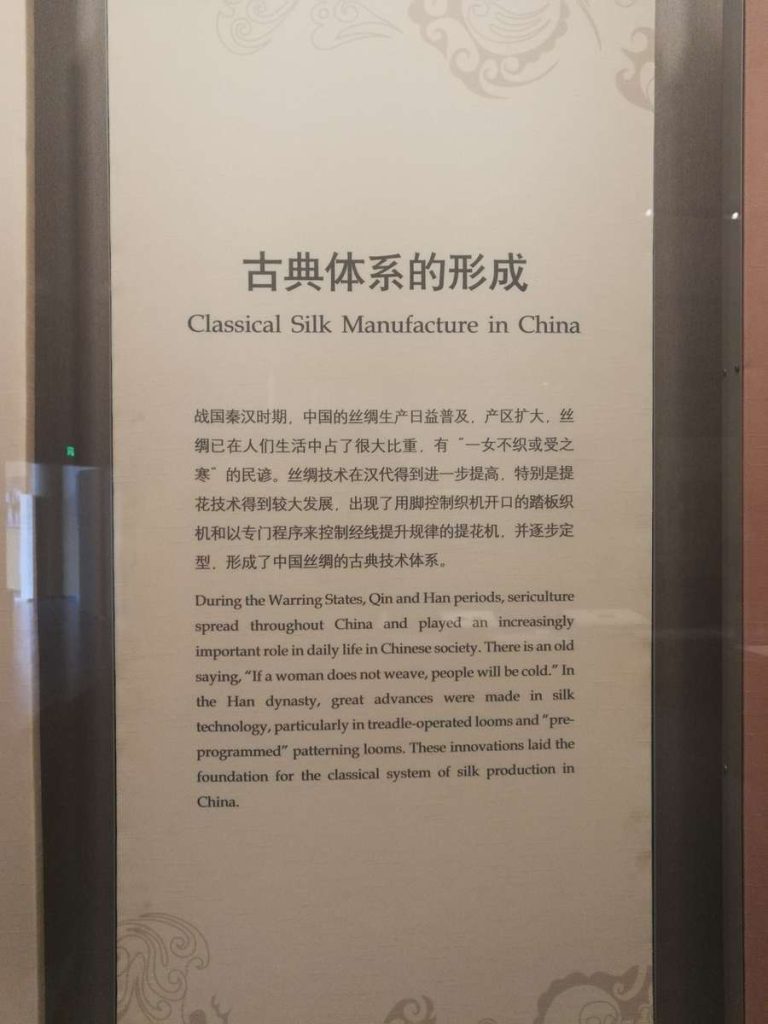 古典体系的形成
Classical Silk Manufacture in China
战国秦汉时期，中国的丝绸生产日益普及，产区扩大，丝
绸已在人们生活中占了很大比重，有“一女不织或受之
寒”的民谚。丝绸技术在汉代得到进一步提高，特别是提
花技术得到较大发展，出现了用脚控制织机开口的踏板织
机和以专门程序来控制经线提升规律的提花机，并逐步定
型，形成了中国丝绸的古典技术体系。
During the Warring States, Qin and Han periods, sericulture
spread throughout China and played an increasingly
important role in daily life in Chinese society. There is an old
saying, “If a woman does not weave, people will be cold.” In
the Han dynasty, great advances were made in silk
technology, particularly in treadle-operated looms and “pre-
programmed” patterning looms. These innovations laid the
foundation for the classical system of silk production in
China.